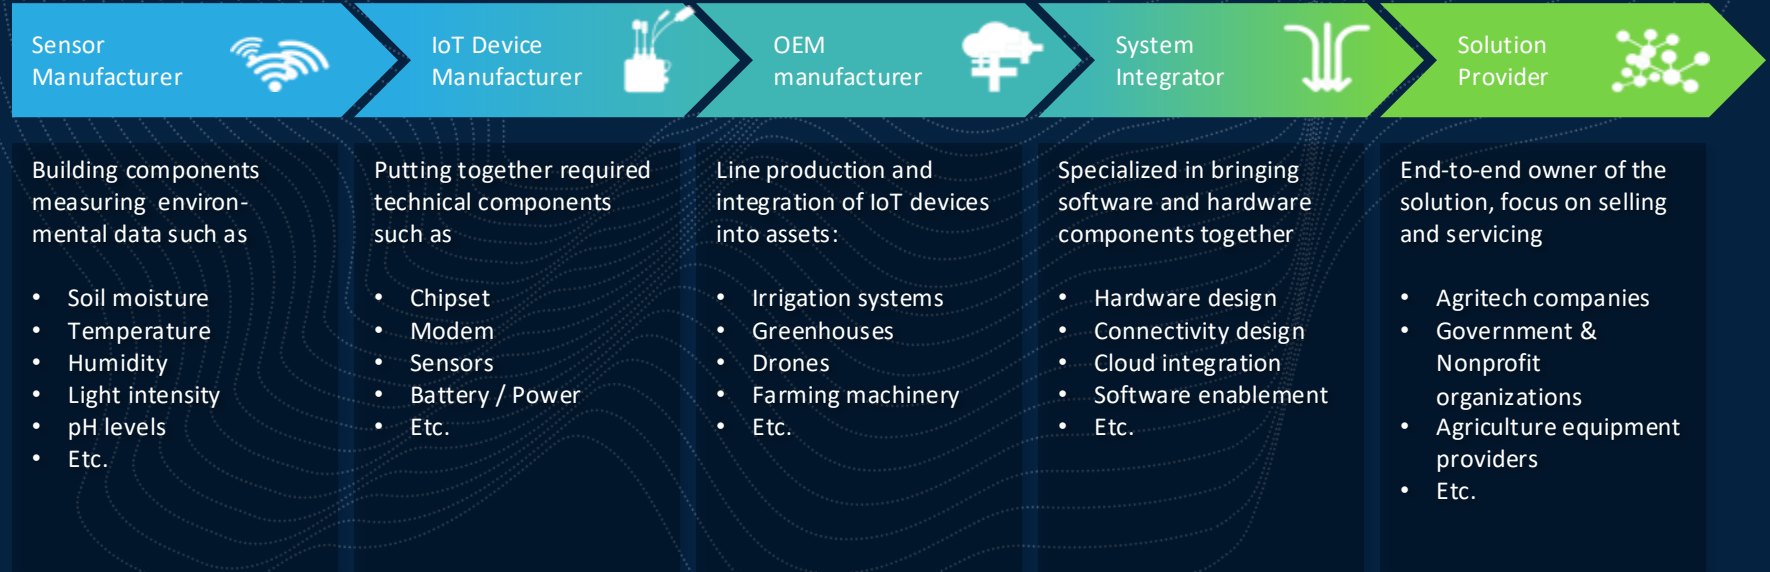 Sensor
Manufacturer
IoT Device
Manufacturer
OEM
manufacturer
System
Integrator
Solution
Provider
Building components
measuring environ-
mental data such as
• Soil moisture
• Temperature
• Humidity
• Light intensity
• pH levels
• Etc.
Putting together required
technical components
such as
• Chipset
• Modem
• Sensors
• Battery / Power
• Etc.
Line production and
integration of IoT devices
into assets:
• Irrigation systems
• Greenhouses
• Drones
• Farming machinery
• Etc.
Specialized in bringing
software and hardware
components together
• Hardware design
• Connectivity design
• Cloud integration
• Software enablement
• Etc.
End-to-end owner of the
solution, focus on selling
and servicing
• Agritech companies
• Government &
Nonprofit
organizations
• Agriculture equipment
providers
• Etc.